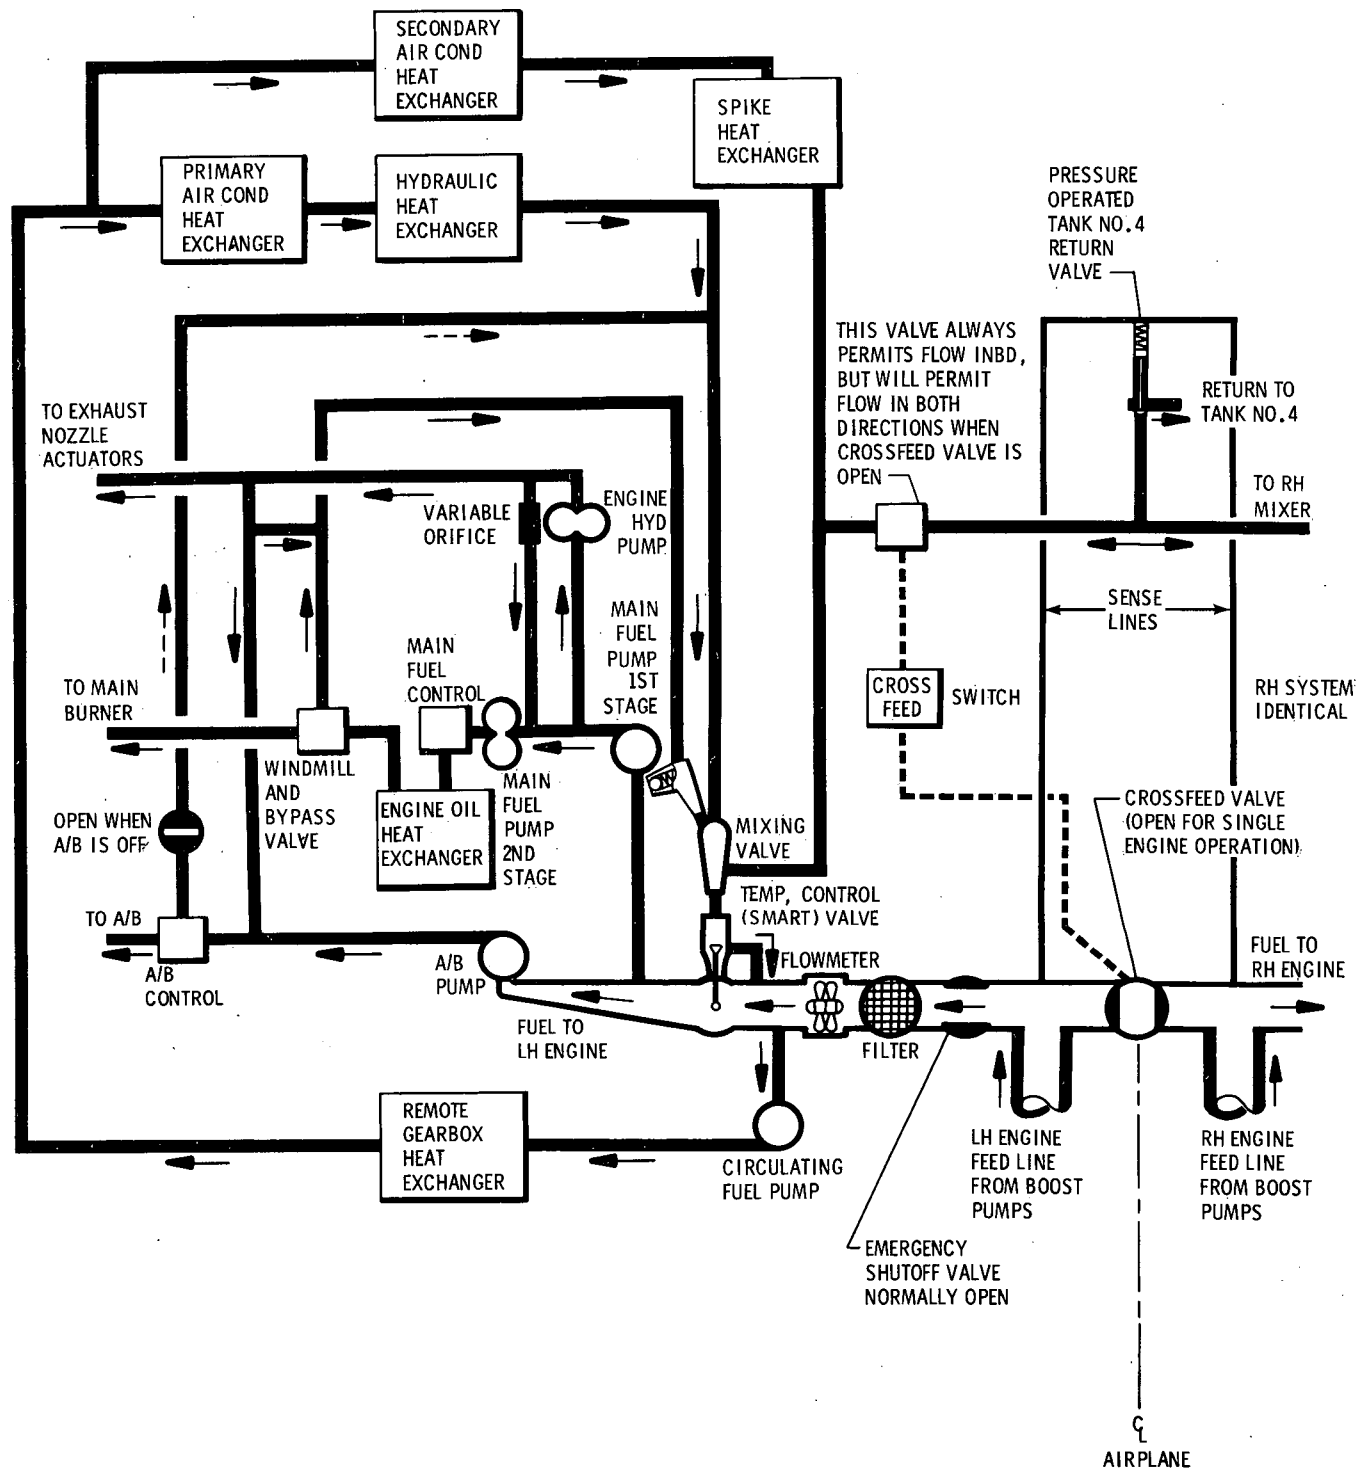 SECONDARY
AIR COND
HEAT
EXCHANGER
SPIKE
HEAT
EXCHANGER
PRIMARY
AIR COND
HEAT
EXCHANGER
HYDRAULIC
HEAT
EXCHANGER
PRESSURE
OPERATED
TANK NO.4
RETURN
VALVE
THIS VALVE ALWAYS
PERMITS FLOW INBD,
BUT WILL PERMIT
FLOW IN BOTH
DIRECTIONS WHEN
CROSSFEED VALVE IS
OPEN
RETURN TO
TANK NO.4
TO EXHAUST
NOZZLE
ACTUATORS
VARIABLE
ORIFICE
ENGINE
HYD
PUMP
TO RH
MIXER
MAIN
FUEL
PUMP
1ST
STAGE
SENSE
LINES
MAIN
FUEL
CONTROL
TO MAIN
BURNER
CROSS
FEED
SWITCH
RH SYSTEM
IDENTICAL
WINDMILL
AND
BYPASS
VALVE
ENGINE OIL
HEAT
EXCHANGER
MAIN
FUEL
PUMP
2ND
STAGE
OPEN WHEN
A/B IS OFF
MIXING
VALVE
CROSSFEED VALVE
(OPEN FOR SINGLE
ENGINE OPERATION)
TEMP, CONTROL
(SMART) VALVE
TO A/B
A/B
CONTROL
A/B
PUMP
FLOWMETER
FUEL TO
RH ENGINE
FUEL TO
LH ENGINE
FILTER
REMOTE
GEARBOX
HEAT
EXCHANGER
CIRCULATING
FUEL PUMP
LH ENGINE
FEED LINE
FROM BOOST
PUMPS
RH ENGINE
FEED LINE
FROM BOOST
PUMPS
EMERGENCY
SHUTOFF VALVE
NORMALLY OPEN
CL
AIRPLANE